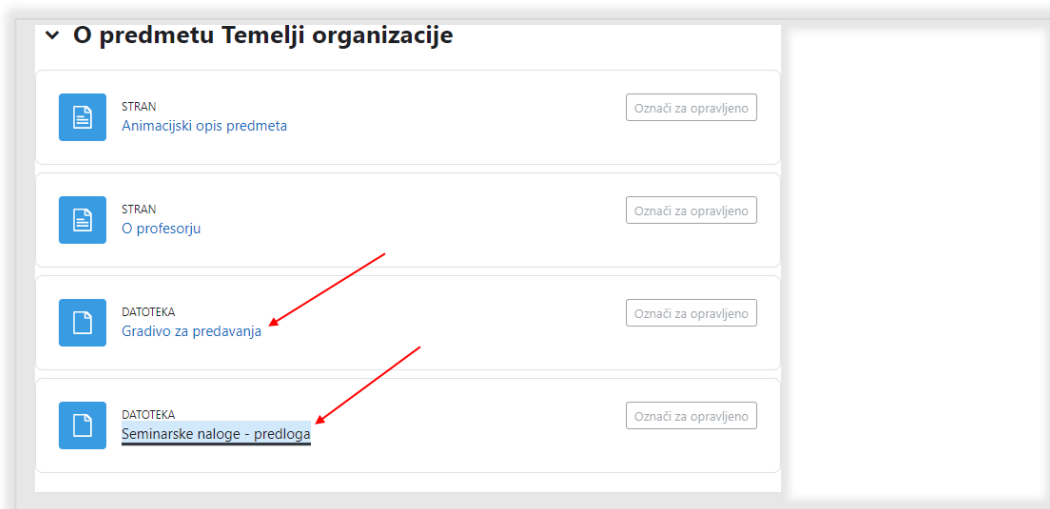 O predmetu Temelji organizacije
STRAN
Animacijski opis predmeta
Označi za opravljeno
STRAN
O profesorju
Označi za opravljeno
DATOTEKA
Gradivo za predavanja
Označi za opravljeno
DATOTEKA
Seminarske naloge - predloga
Označi za opravljeno